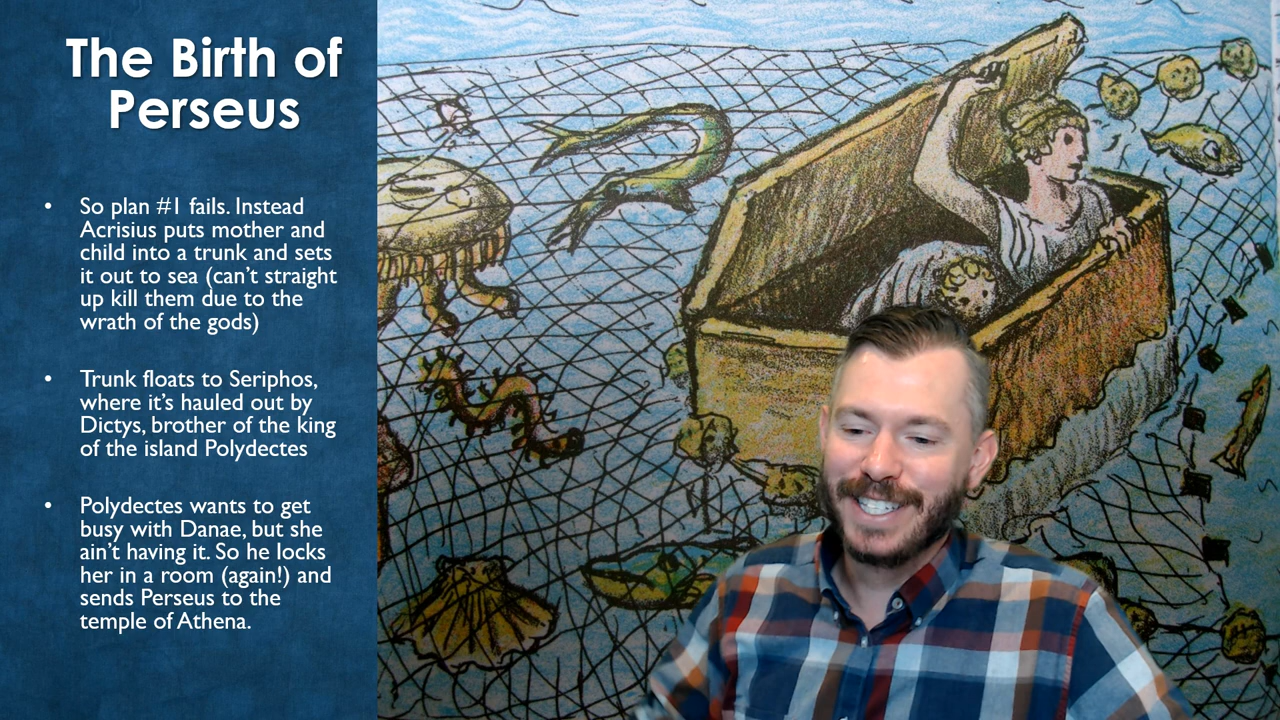 The Birth of
Perseus
• So plan #1 fails. Instead
Acrisius puts mother and
child into a trunk and sets
it out to sea (can't straight
up kill them due to the
wrath of the gods)
• Trunk floats to Seriphos,
where it's hauled out by
Dictys, brother of the king
of the island Polydectes
• Polydectes wants to get
busy with Danae, but she
ain't having it. So he locks
her in a room (again!) and
sends Perseus to the
temple of Athena.